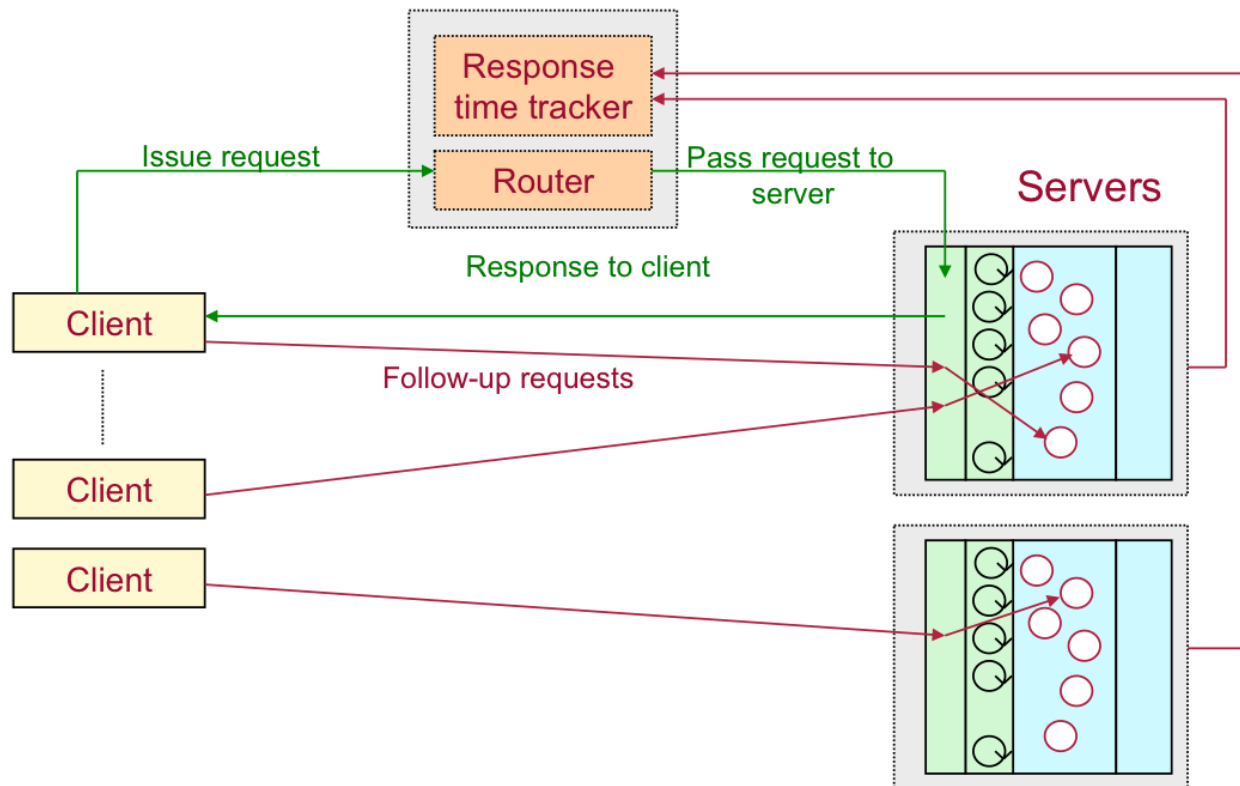 Response
time tracker
Issue request
Router
Pass request to
server
Servers
Response to client
Client
Follow-up requests
Client
Client